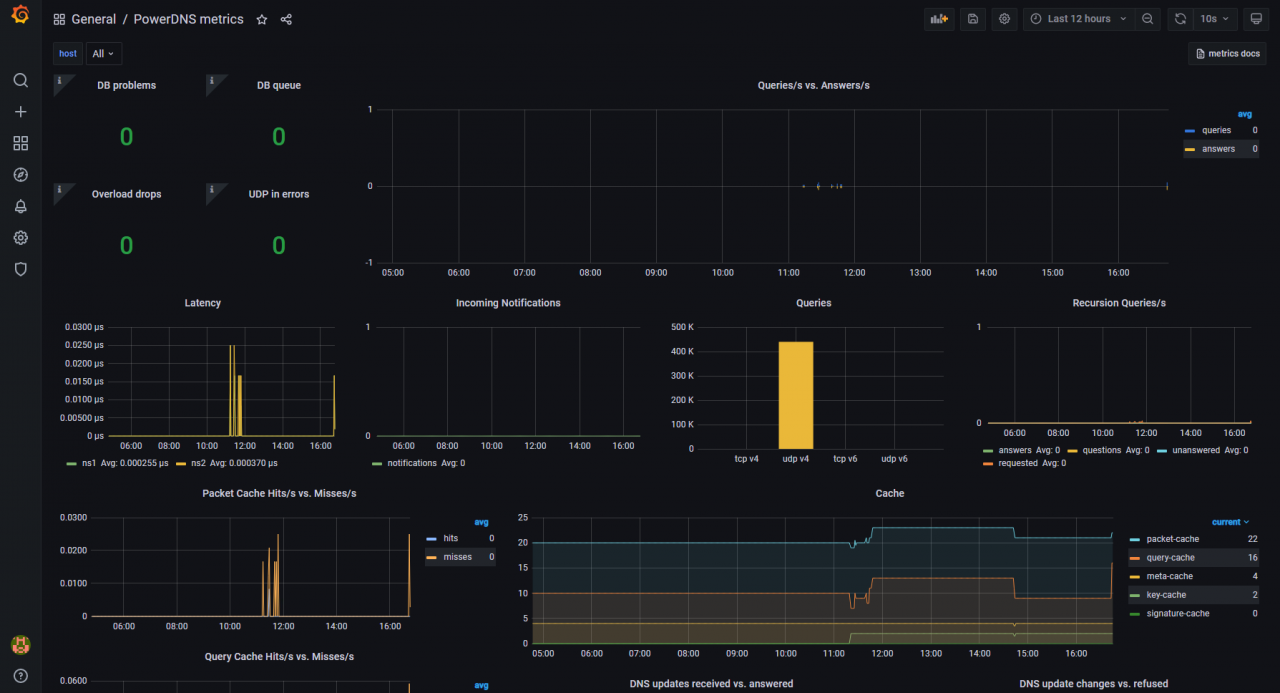 General / PowerDNS metrics
Last 12 hours
10s
host All
metrics docs
DB problems
0
DB queue
0
Overload drops
0
UDP in errors
0
Queries/s vs. Answers/s
1
0
-1
05:00 06:00 07:00 08:00 09:00 10:00 11:00 12:00 13:00 14:00 15:00 16:00
avg
queries 0
answers 0
Latency
0.0300 µs
0.0250 µs
0.0200 µs
0.0150 µs
0.0100 µs
0.00500 µs
0 µs
06:00 08:00 10:00 12:00 14:00 16:00
ns1 Avg: 0.000255 µs ns2 Avg: 0.000370 µs
Incoming Notifications
1
0
06:00 08:00 10:00 12:00 14:00 16:00
notifications Avg: 0
Queries
500 K
400 K
300 K
200 K
100 K
0
tcp v4 udp v4 tcp v6 udp v6
Recursion Queries/s
1
0
06:00 08:00 10:00 12:00 14:00 16:00
answers Avg: 0 questions Avg: 0 unanswered Avg: 0
requested Avg: 0
Packet Cache Hits/s vs. Misses/s
0.0300
0.0200
0.0100
0
06:00 08:00 10:00 12:00 14:00 16:00
avg
hits 0
misses 0
Cache
25
20
15
10
5
0
05:00 06:00 07:00 08:00 09:00 10:00 11:00 12:00 13:00 14:00 15:00 16:00
current
packet-cache 22
query-cache 16
meta-cache 4
key-cache 2
signature-cache 0
Query Cache Hits/s vs. Misses/s
0.0600
avg
DNS updates received vs. answered
DNS update changes vs. refused